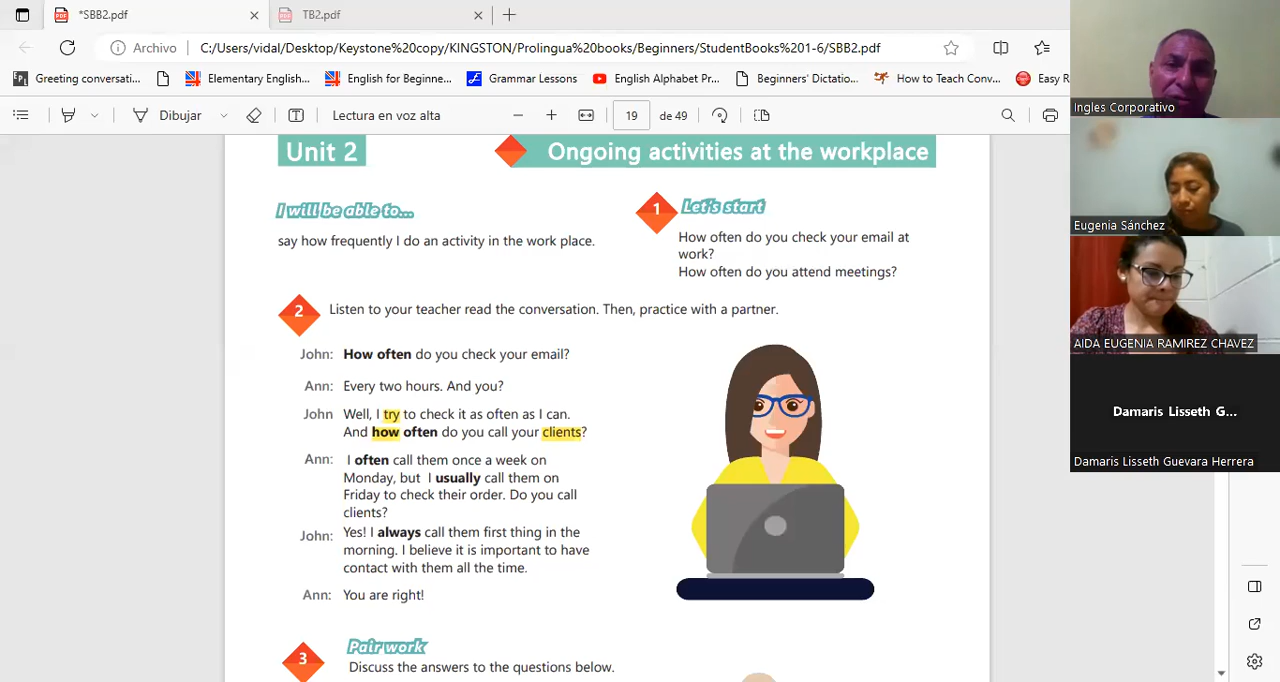 *SBB2.pdf
TB2.pdf
Archivo
C:/Users/vidal/Desktop/Keystone%20copy/KINGSTON/Prolingua%20books/Beginners/StudentBooks%201-6/SBB2.pdf
Greeting conversati...
Elementary English...
English for Beginne...
Grammar Lessons
English Alphabet Pr...
Beginners' Dictatio...
How to Teach Conv...
Easy R
Dibujar
Lectura en voz alta
19
de 49
Unit 2
Ongoing activities at the workplace
I will be able to...
say how frequently I do an activity in the work place.
1
Let's start
How often do you check your email at
work?
How often do you attend meetings?
2
Listen to your teacher read the conversation. Then, practice with a partner.
John: How often do you check your email?
Ann: Every two hours. And you?
John Well, I try to check it as often as I can.
And how often do you call your clients?
Ann: I often call them once a week on
Monday, but I usually call them on
Friday to check their order. Do you call
clients?
John: Yes! I always call them first thing in the
morning. I believe it is important to have
contact with them all the time.
Ann: You are right!
3
Pair work
Discuss the answers to the questions below.
Ingles Corporativo
Eugenia Sánchez
AIDA EUGENIA RAMIREZ CHAVEZ
Damaris Lisseth G...
Damaris Lisseth Guevara Herrera